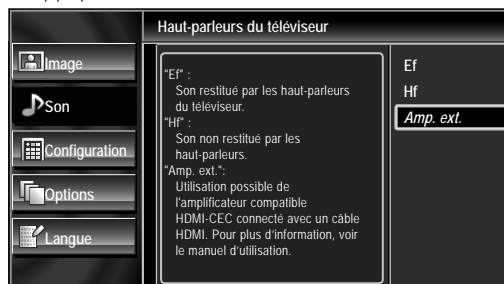 Haut-parleurs du téléviseur
Image
Son
Configuration
Options
Langue
"Ef" :
Son restitué par les haut-parleurs
du téléviseur.
"Hf" :
Son non restitué par les
haut-parleurs.
"Amp. ext.":
Utilisation possible de
l'amplificateur compatible
HDMI-CEC connecté avec un câble
HDMI. Pour plus d'information, voir
le manuel d'utilisation.
Ef
Hf
Amp. ext.